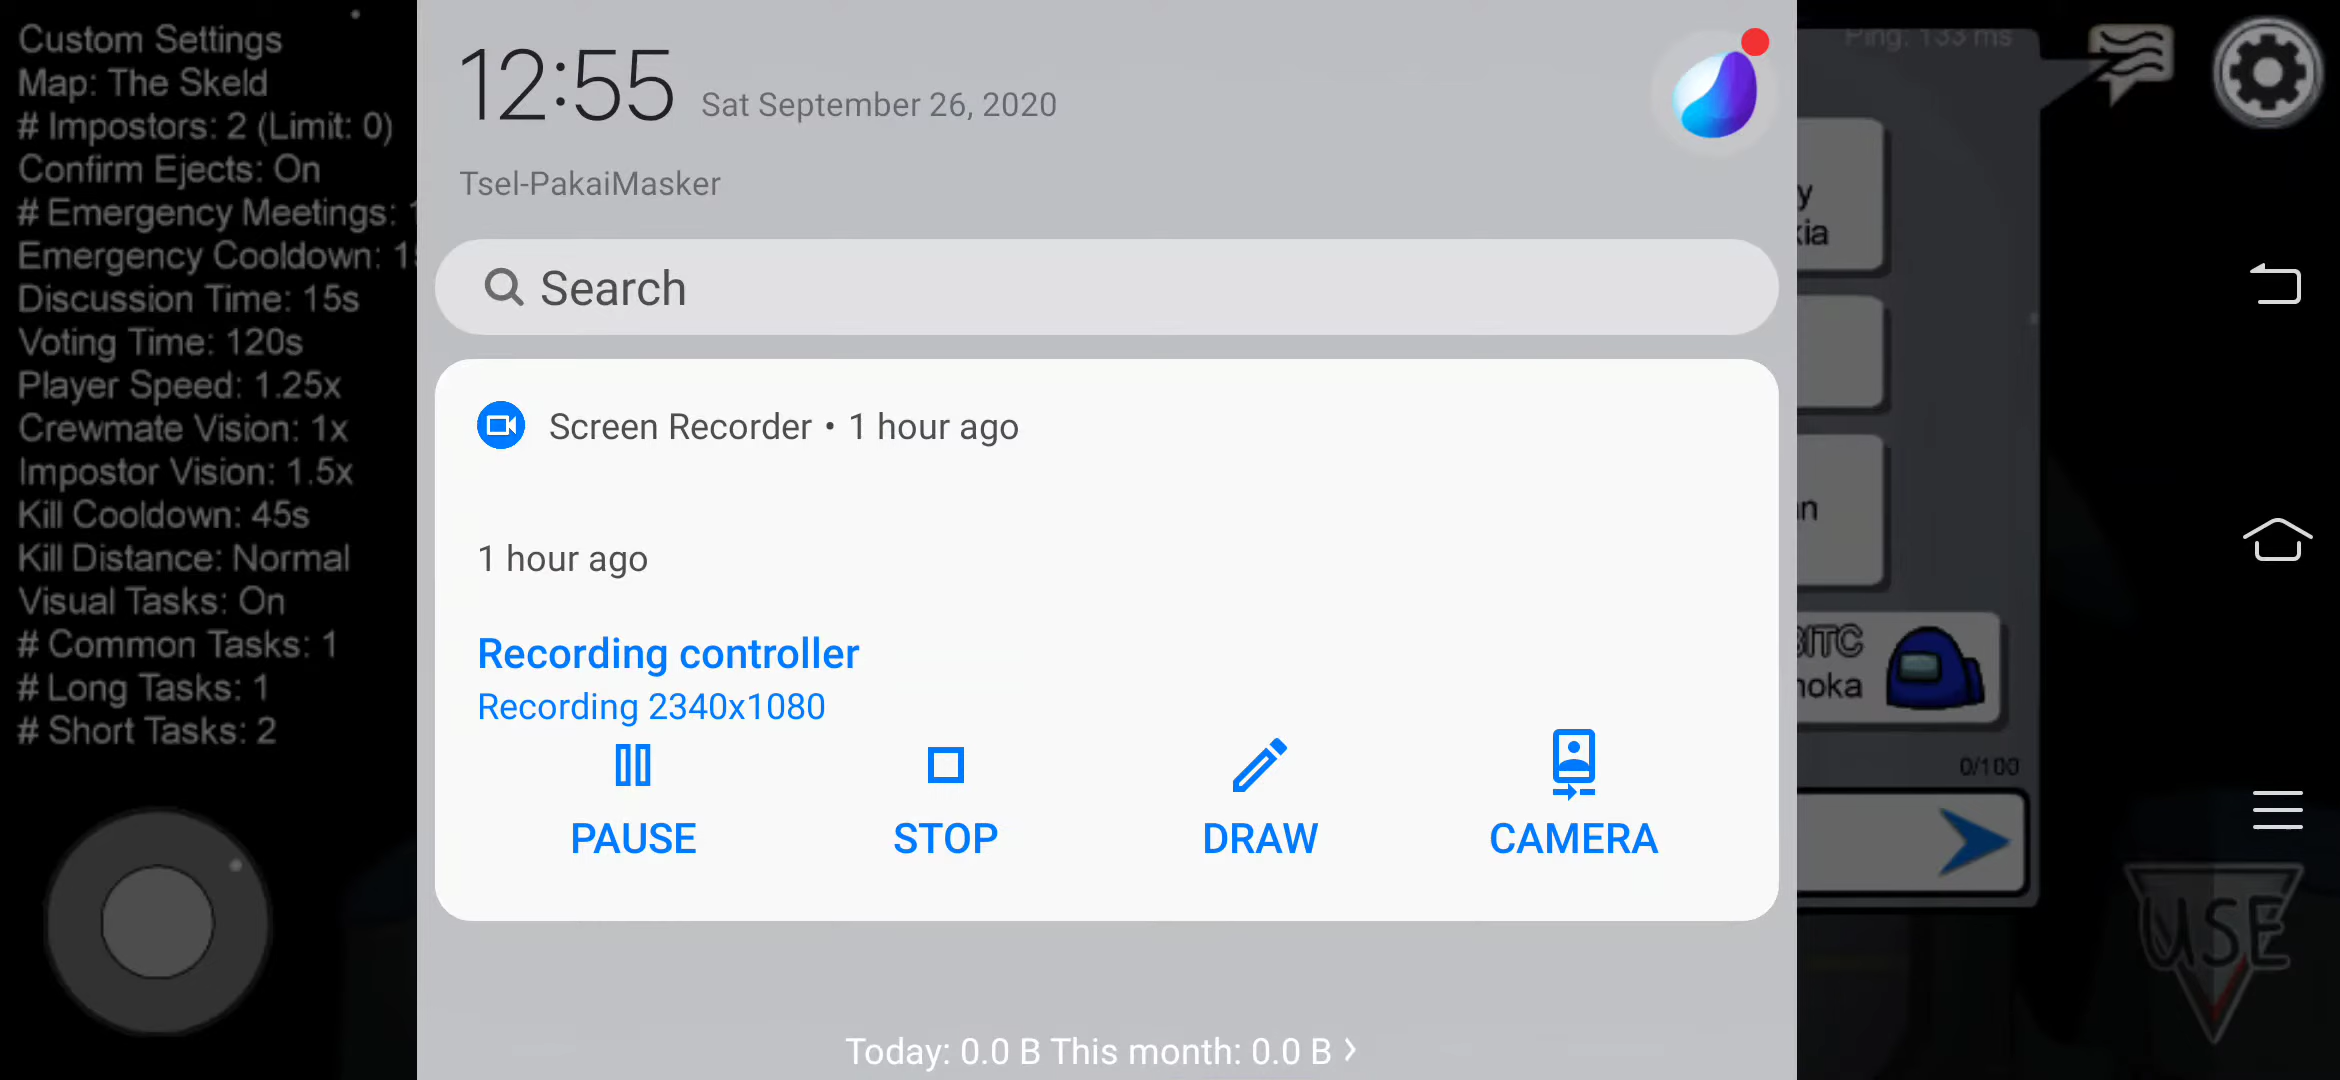 Custom Settings
Map: The Skeld
# Impostors: 2 (Limit: 0)
Confirm Ejects: On
# Emergency Meetings: 1
Emergency Cooldown:
Discussion Time: 15s
Voting Time: 120s
Player Speed: 1.25x
Crewmate Vision: 1x
Impostor Vision: 1.5x
Kill Cooldown: 45s
Kill Distance: Normal
Visual Tasks: On
# Common Tasks: 1
# Long Tasks: 1
# Short Tasks: 2
12:55 Sat September 26, 2020
Tsel-PakaiMasker
Search
Screen Recorder • 1 hour ago
1 hour ago
Recording controller
Recording 2340x1080
PAUSE STOP DRAW CAMERA
Today: 0.0 B This month: 0.0 B >
Ping: 133 ms
0/100
USE